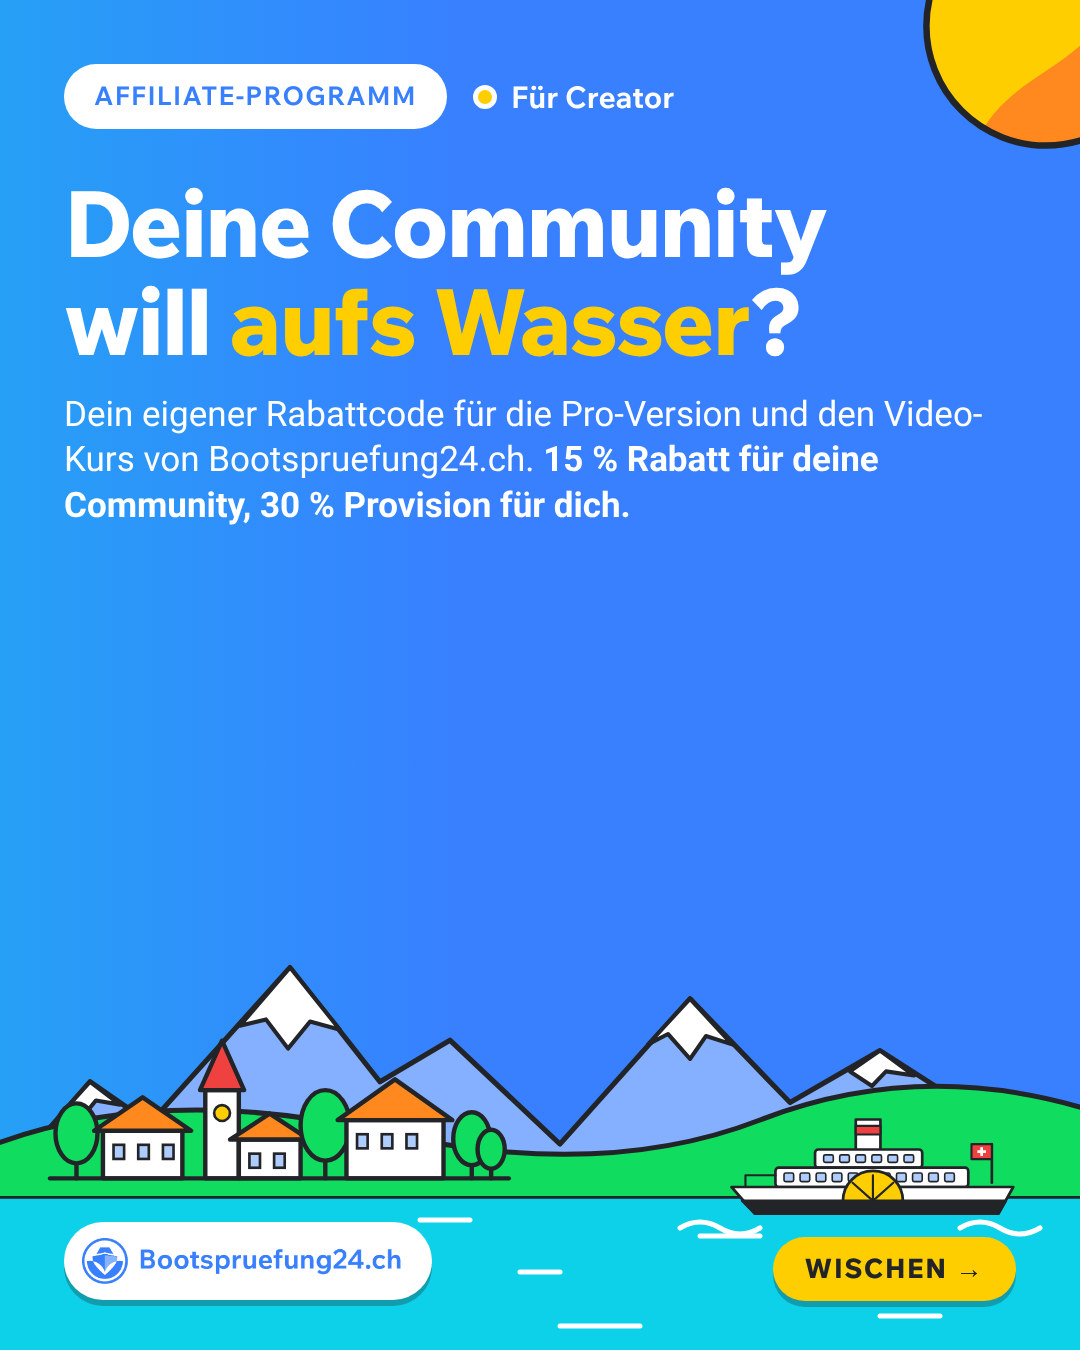 AFFILIATE-PROGRAMM
Für Creator
Deine Community
will aufs Wasser?
Dein eigener Rabattcode für die Pro-Version und den Video-
Kurs von Bootspruefung24.ch. 15 % Rabatt für deine
Community, 30 % Provision für dich.
Bootspruefung24.ch
WISCHEN →